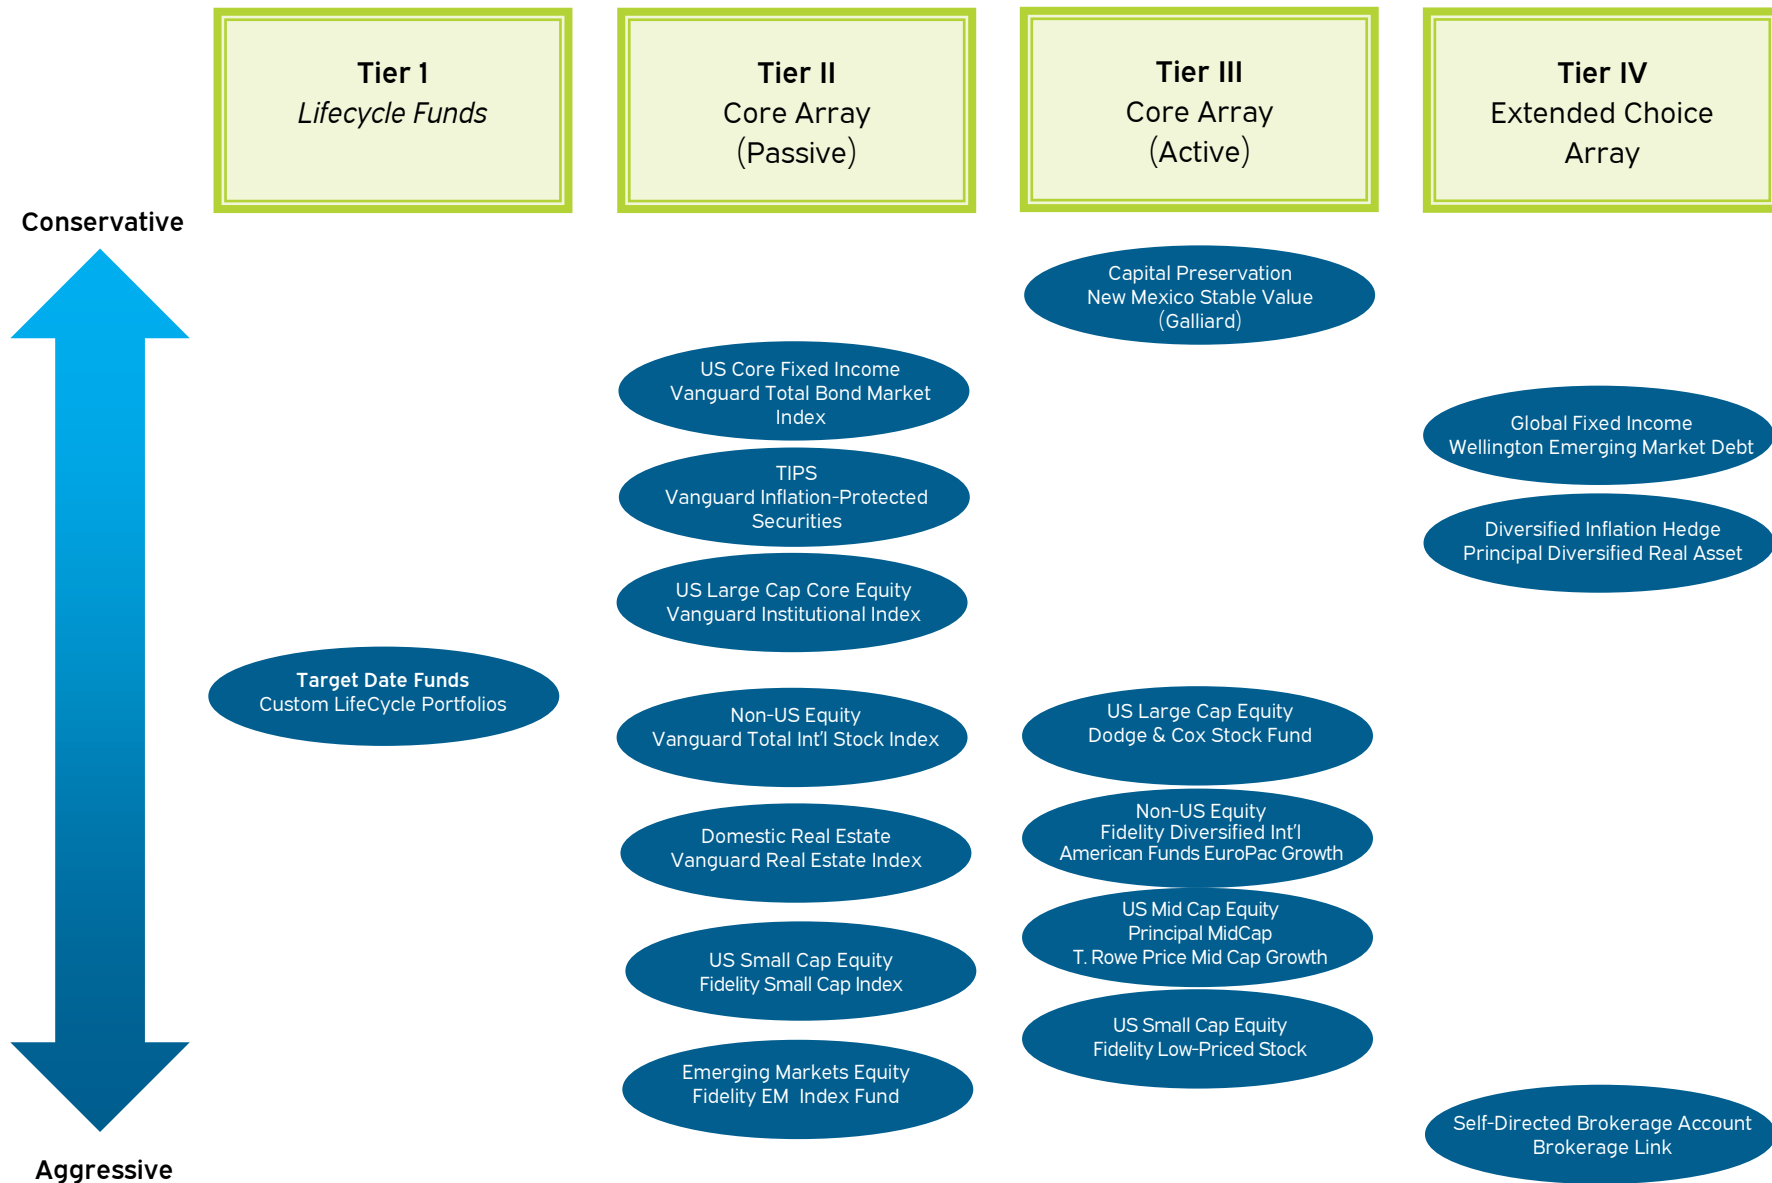 Tier 1
Lifecycle Funds
Tier II
Core Array
(Passive)
Tier III
Core Array
(Active)
Tier IV
Extended Choice
Array
Conservative
Aggressive
Target Date Funds
Custom LifeCycle Portfolios
US Core Fixed Income
Vanguard Total Bond Market
Index
TIPS
Vanguard Inflation-Protected
Securities
US Large Cap Core Equity
Vanguard Institutional Index
Non-US Equity
Vanguard Total Int'l Stock Index
Domestic Real Estate
Vanguard Real Estate Index
US Small Cap Equity
Fidelity Small Cap Index
Emerging Markets Equity
Fidelity EM  Index Fund
Capital Preservation
New Mexico Stable Value
(Galliard)
US Large Cap Equity
Dodge & Cox Stock Fund
Non-US Equity
Fidelity Diversified Int'l
American Funds EuroPac Growth
US Mid Cap Equity
Principal MidCap
T. Rowe Price Mid Cap Growth
US Small Cap Equity
Fidelity Low-Priced Stock
Global Fixed Income
Wellington Emerging Market Debt
Diversified Inflation Hedge
Principal Diversified Real Asset
Self-Directed Brokerage Account
Brokerage Link